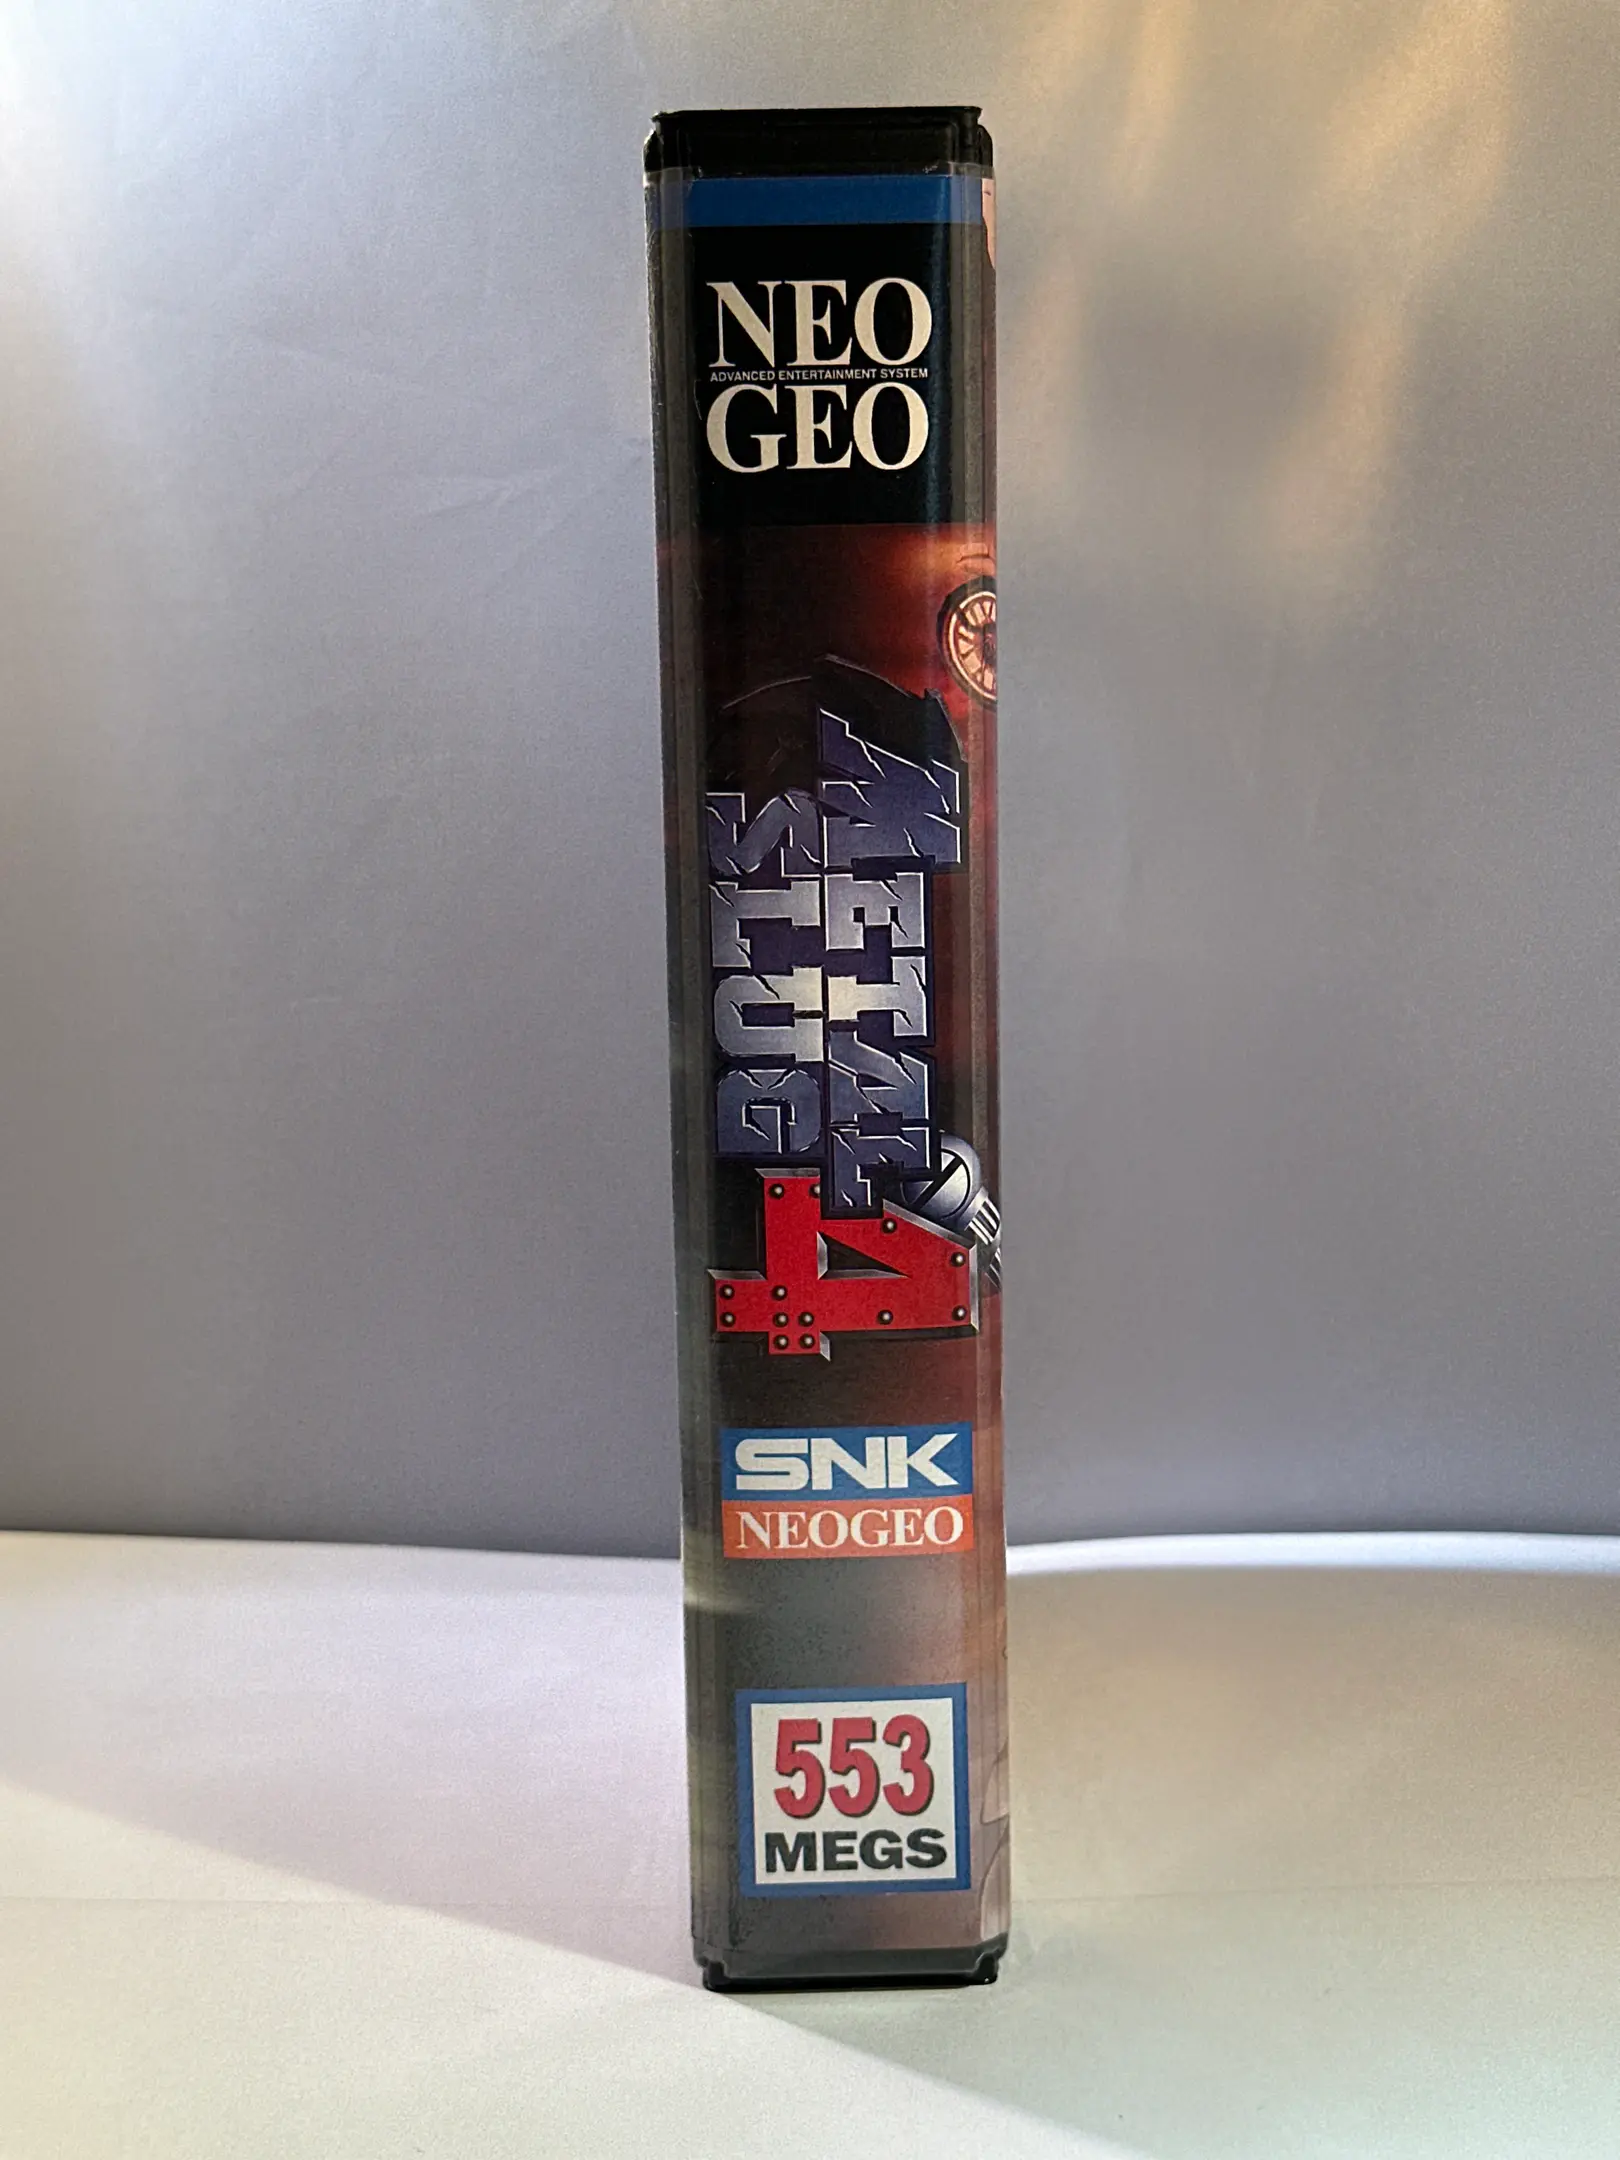 NEO
ADVANCED ENTERTAINMENT SYSTEM
GEO
METAL
SLUG
4
SNK
NEOGEO
553
MEGS